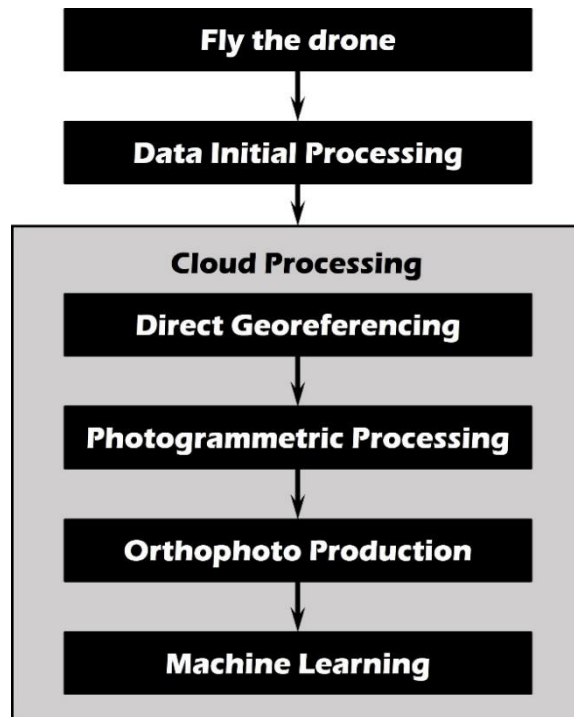 Fly the drone
Data Initial Processing
Cloud Processing
Direct Georeferencing
Photogrammetric Processing
Orthophoto Production
Machine Learning